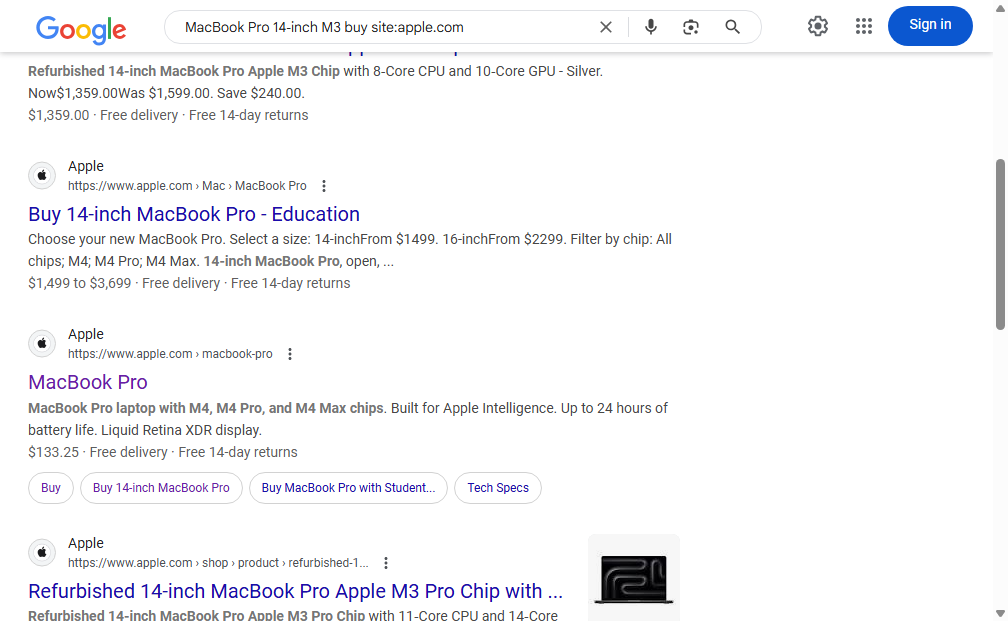 Google
MacBook Pro 14-inch M3 buy site:apple.com
Sign in
Refurbished 14-inch MacBook Pro Apple M3 Chip with 8-Core CPU and 10-Core GPU - Silver.
Now$1,359.00Was $1,599.00. Save $240.00.
$1,359.00 · Free delivery · Free 14-day returns
Apple
https://www.apple.com › Mac › MacBook Pro
Buy 14-inch MacBook Pro - Education
Choose your new MacBook Pro. Select a size: 14-inchFrom $1499. 16-inchFrom $2299. Filter by chip: All
chips; M4; M4 Pro; M4 Max. 14-inch MacBook Pro, open, ...
$1,499 to $3,699 · Free delivery · Free 14-day returns
Apple
https://www.apple.com › macbook-pro
MacBook Pro
MacBook Pro laptop with M4, M4 Pro, and M4 Max chips. Built for Apple Intelligence. Up to 24 hours of
battery life. Liquid Retina XDR display.
$133.25 · Free delivery · Free 14-day returns
Buy
Buy 14-inch MacBook Pro
Buy MacBook Pro with Student...
Tech Specs
Apple
https://www.apple.com › shop › product › refurbished-1...
Refurbished 14-inch MacBook Pro Apple M3 Pro Chip with ...
Refurbished 14-inch MacBook Pro Apple M3 Pro Chip with 11-Core CPU and 14-Core